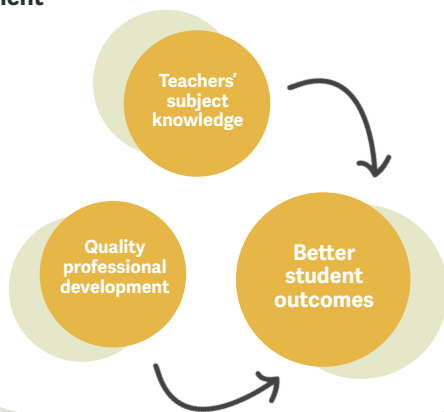 Teachers'
subject
knowledge
Quality
professional
development
Better
student
outcomes